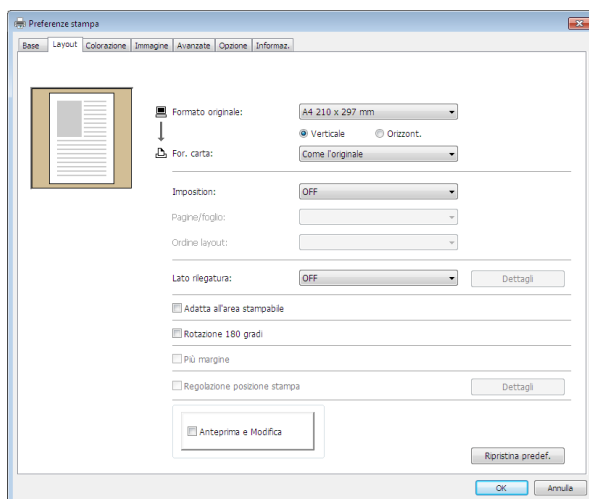 Preferenze stampa
Base Layout Colorazione Immagine Avanzate Opzione Informaz.
Formato originale: A4 210 x 297 mm
Verticale Orizzont.
For. carta: Come l'originale
Imposition: OFF
Pagine/foglio:
Ordine layout:
Lato rilegatura: OFF Dettagli
Adatta all'area stampabile
Rotazione 180 gradi
Più margine
Regolazione posizione stampa Dettagli
Anteprima e Modifica
Ripristina predef.
OK Annulla